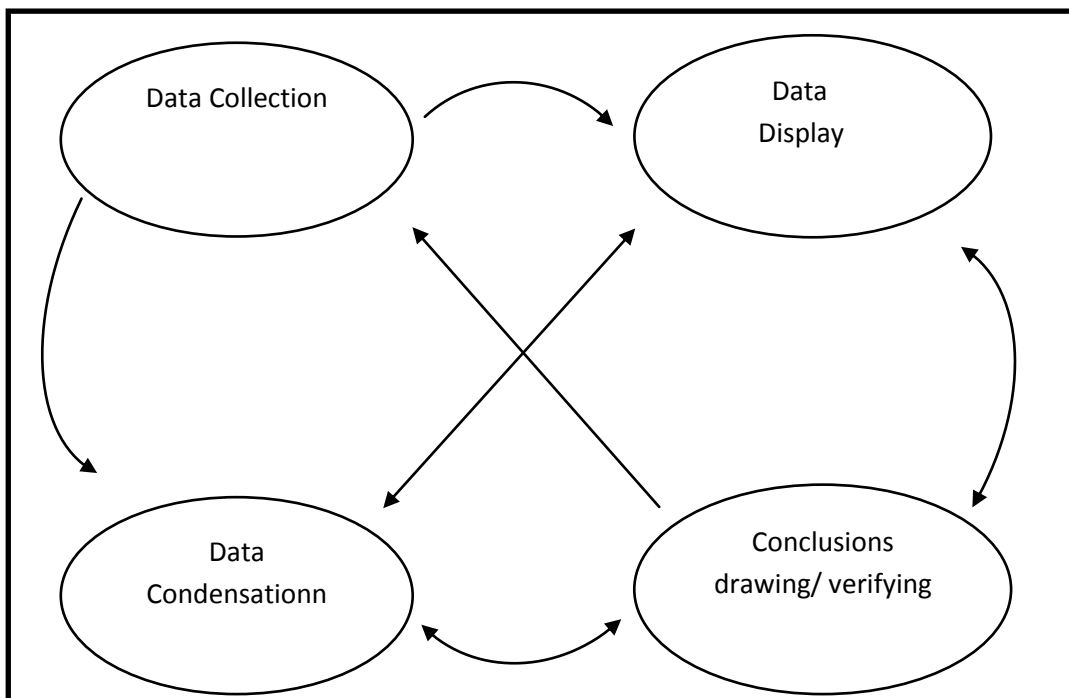 Data Collection
Data
Display
Data
Condensationn
Conclusions
drawing/ verifying